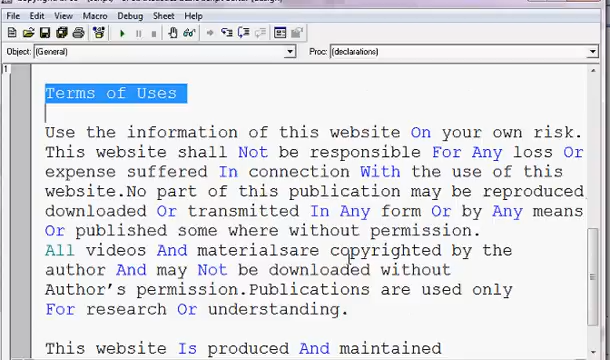 File Edit View Macro Debug Sheet Help
Object: (General) Proc: (declarations)
1
Terms of Uses
Use the information of this website On your own risk.
This website shall Not be responsible For Any loss Or
expense suffered In connection With the use of this
website.No part of this publication may be reproduced
downloaded Or transmitted In Any form Or by Any means
Or published some where without permission.
All videos And materialsare copyrighted by the
author And may Not be downloaded without
Author's permission.Publications are used only
For research Or understanding.
This website Is produced And maintained